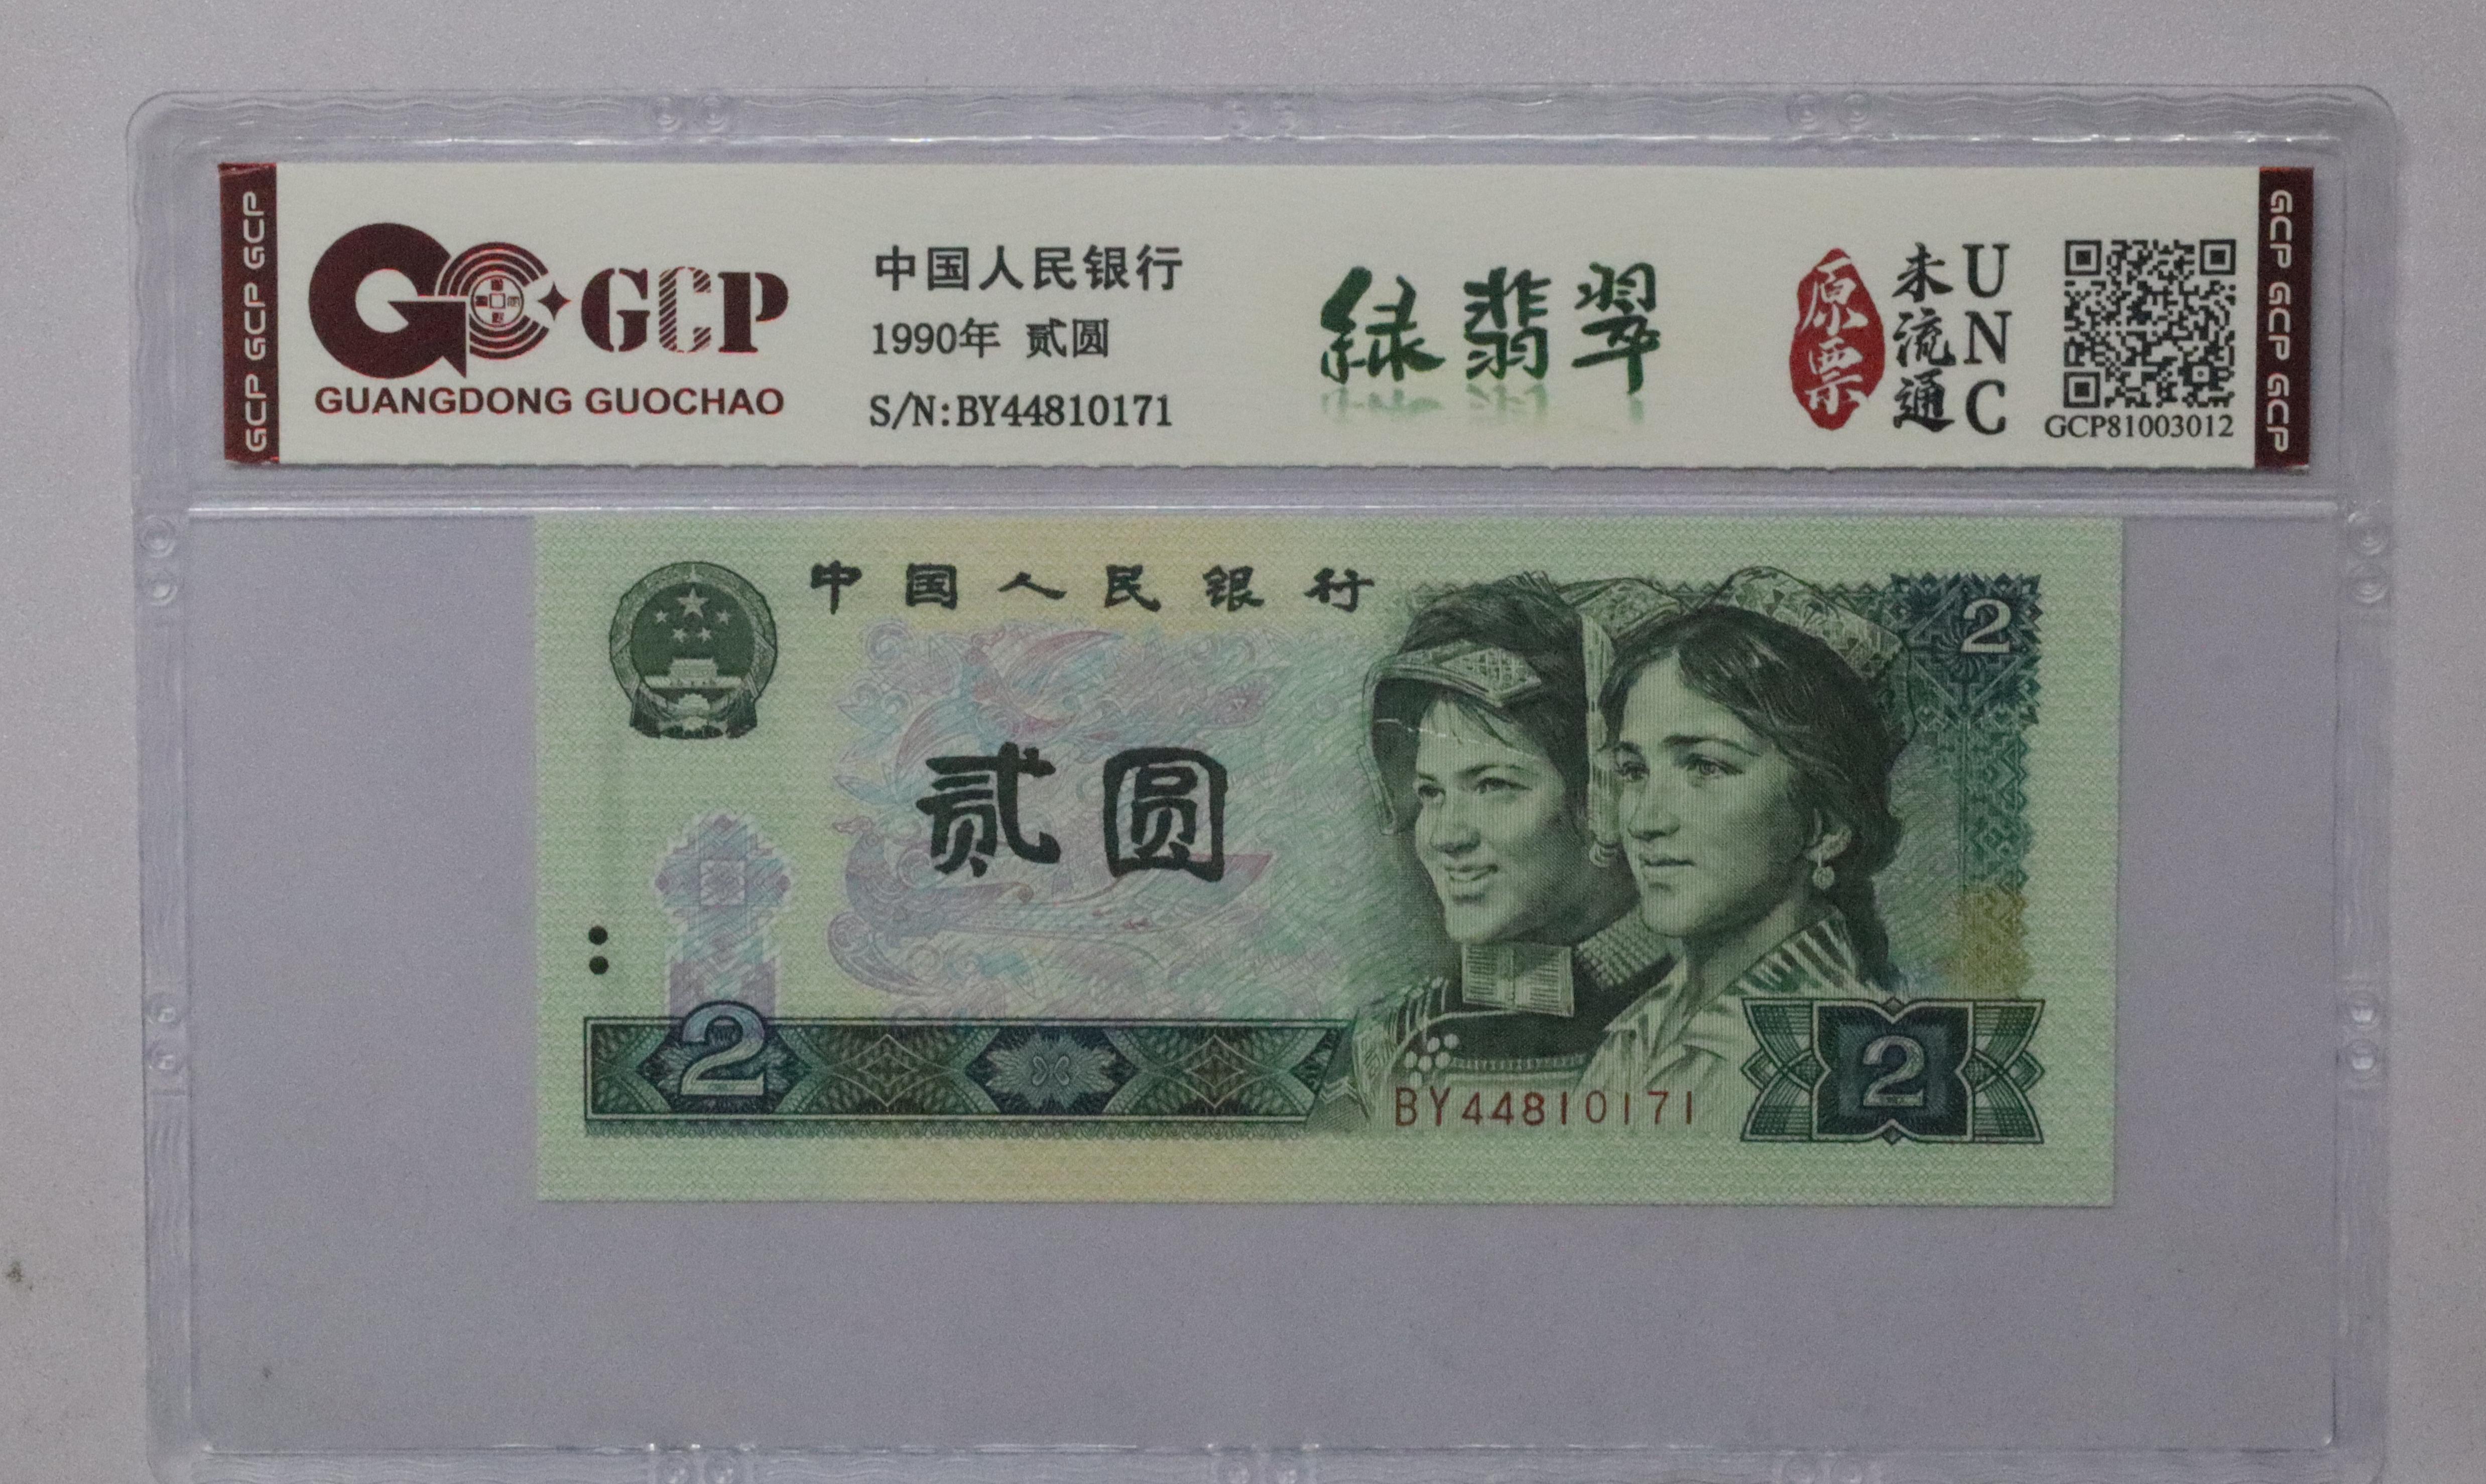 GCP GCP GCP
GCP
GUANGDONG GUOCHAO
中国人民银行
1990年 贰圆
S/N:BY44810171
绿翡翠
原票
未流通
UNC
GCP81003012
GCP GCP GCP
中国人民银行
2
贰圆
2
BY44810171
2